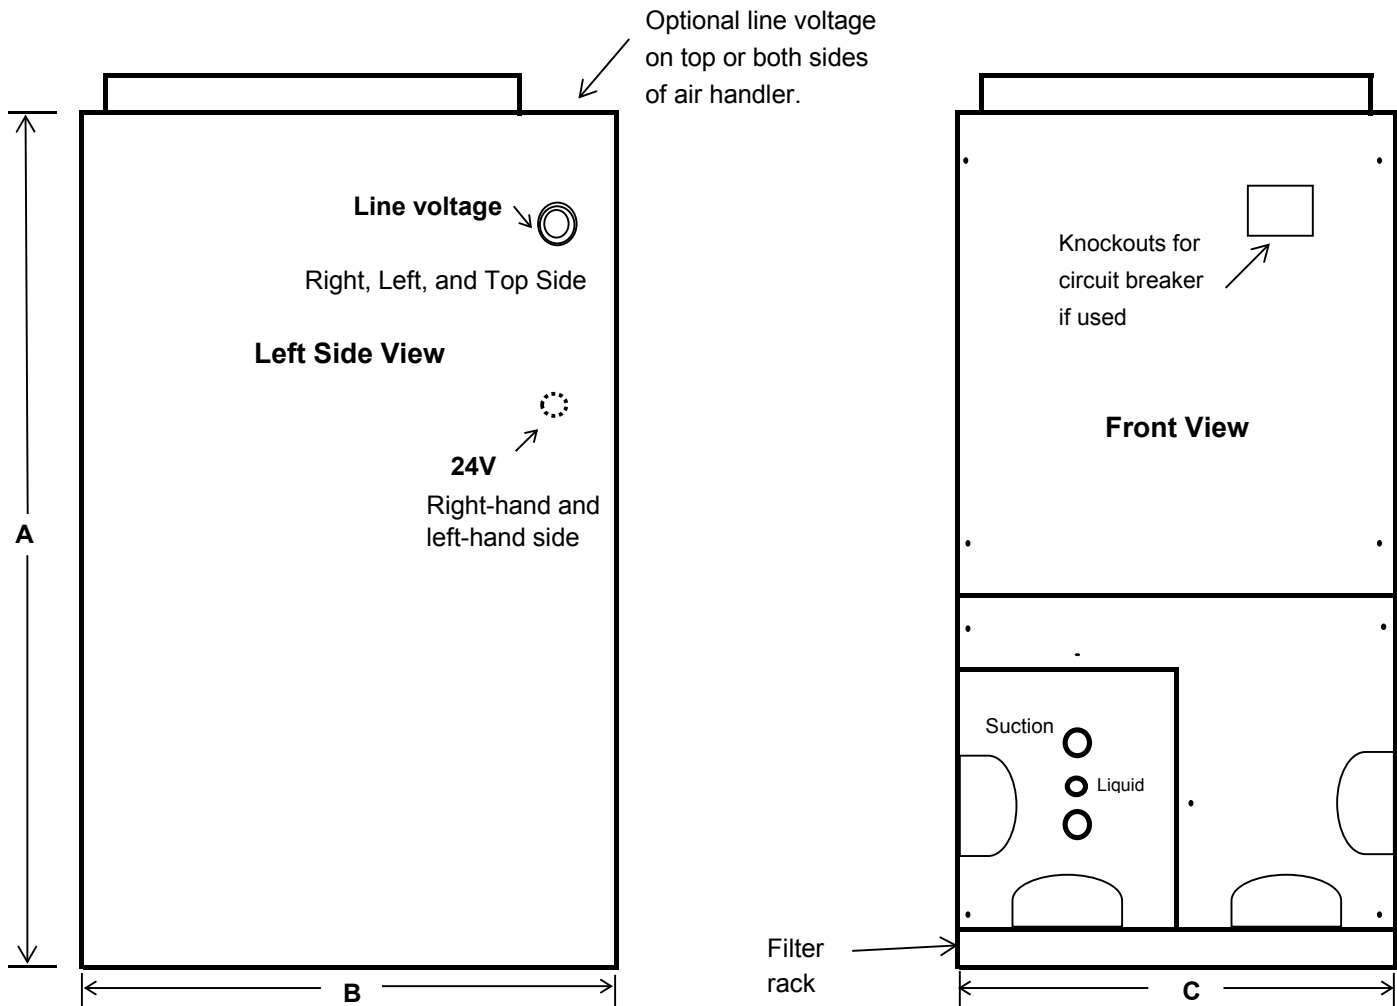 Optional line voltage
on top or both sides
of air handler.
Line voltage
Right, Left, and Top Side
Left Side View
24V
Right-hand and
left-hand side
A
B
Knockouts for
circuit breaker
if used
Front View
Suction
Liquid
Filter
rack
C